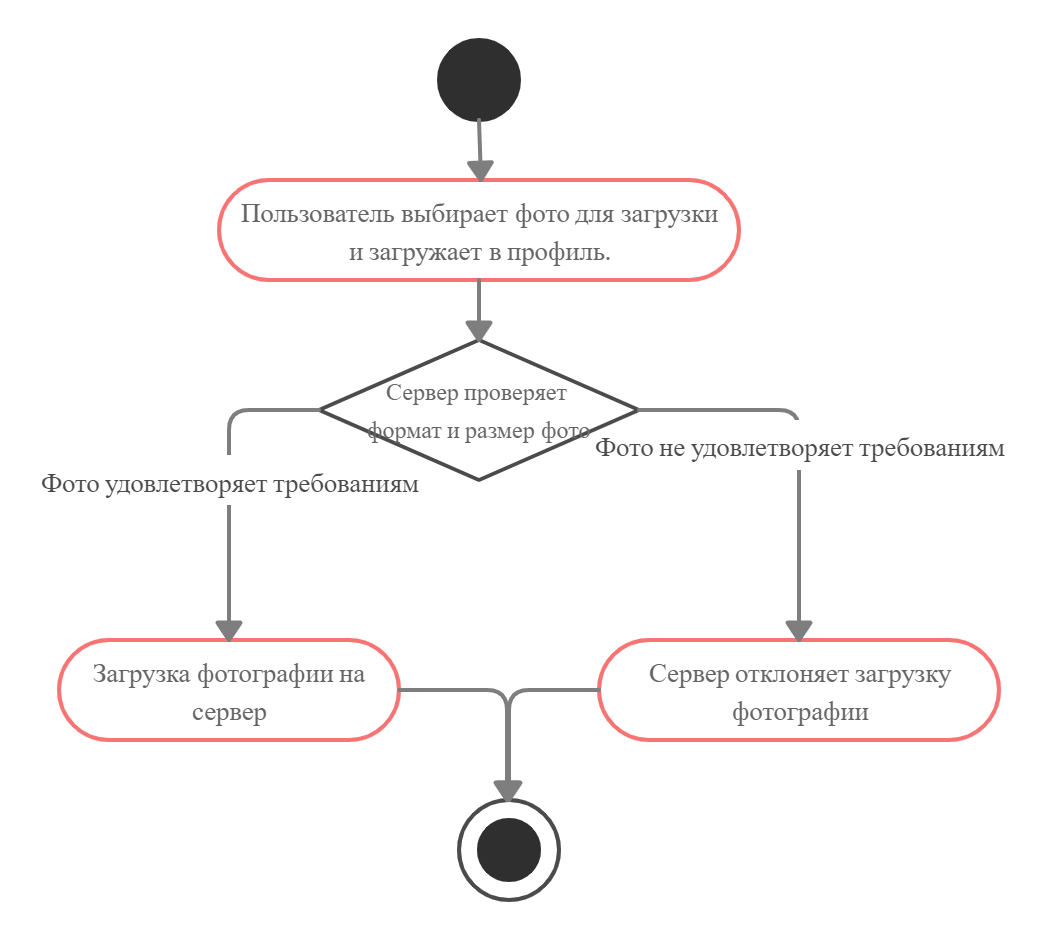 Пользователь выбирает фото для загрузки
и загружает в профиль.
Сервер проверяет
формат и размер фото
Фото не удовлетворяет требованиям
Фото удовлетворяет требованиям
Загрузка фотографии на
сервер
Сервер отклоняет загрузку
фотографии